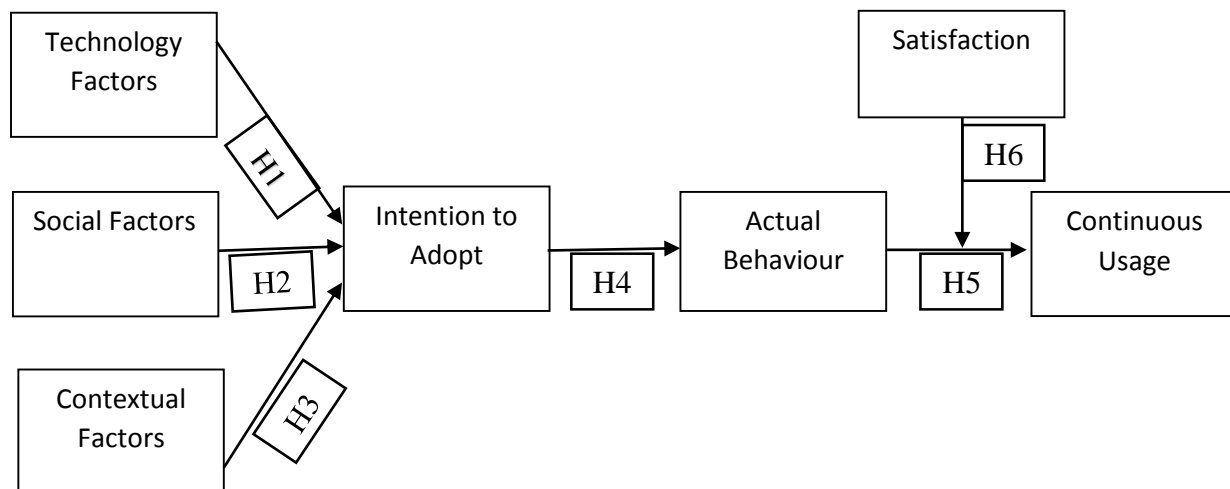 Technology
Factors
Satisfaction
H1
H6
Social Factors
Intention to
Adopt
Actual
Behaviour
Continuous
Usage
H2
H4
H5
Contextual
Factors
H3